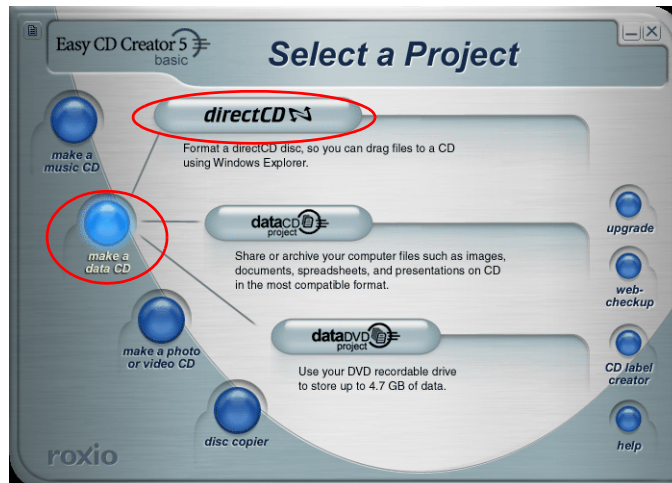 Easy CD Creator 5
basic
Select a Project
directCD
Format a directCD disc, so you can drag files to a CD
using Windows Explorer.
make a
music CD
make a
data CD
dataCD
project
Share or archive your computer files such as images,
documents, spreadsheets, and presentations on CD
in the most compatible format.
dataDVD
project
Use your DVD recordable drive
to store up to 4.7 GB of data.
make a photo
or video CD
disc copier
upgrade
web-
checkup
CD label
creator
help
roxio